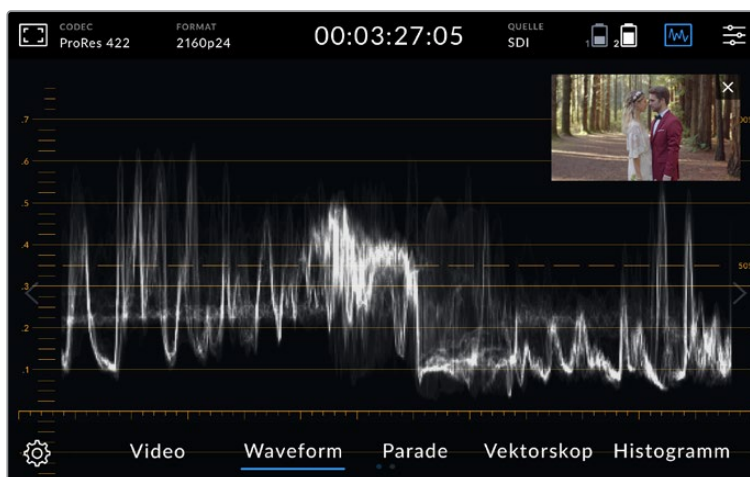 CODEC FORMAT QUELLE
ProRes 422 2160p24 00:03:27:05 SDI 1 2
.7
.6
.5
.4
.3
.2
.1
Video Waveform Parade Vektorskop Histogramm